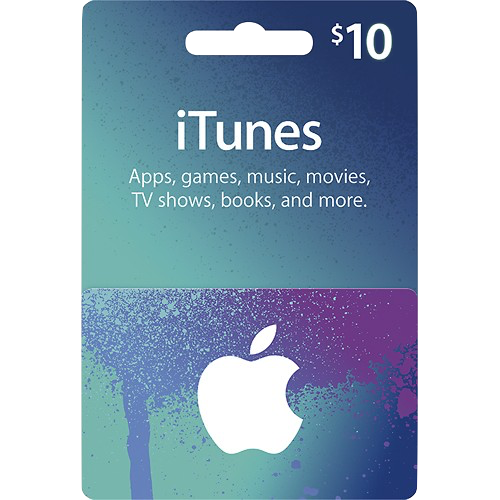 $10
iTunes
Apps, games, music, movies,
TV shows, books, and more.